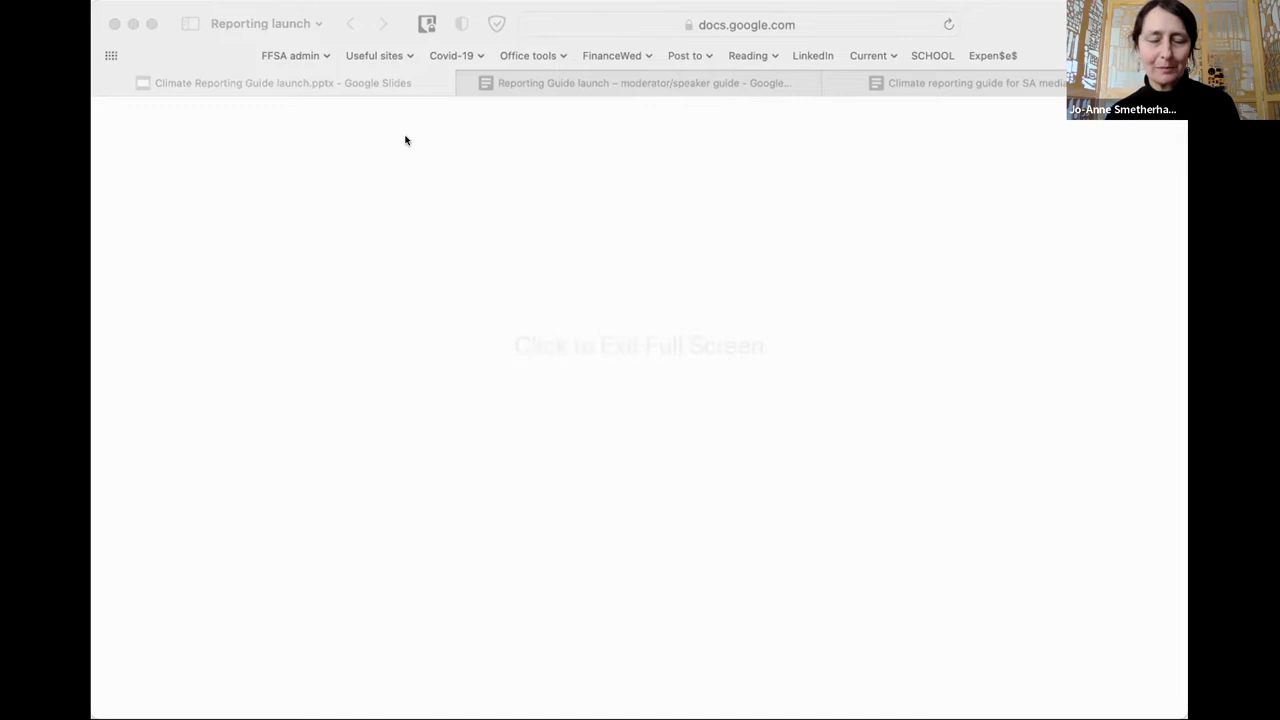 Reporting launch
docs.google.com
FFSA admin Useful sites Covid-19 Office tools FinanceWed Post to Reading LinkedIn Current SCHOOL Expen$e$
Climate Reporting Guide launch.pptx - Google Slides Reporting Guide launch – moderator/speaker guide - Google... Climate reporting guide for SA media
Jo-Anne Smetherha...
Click to Exit Full Screen